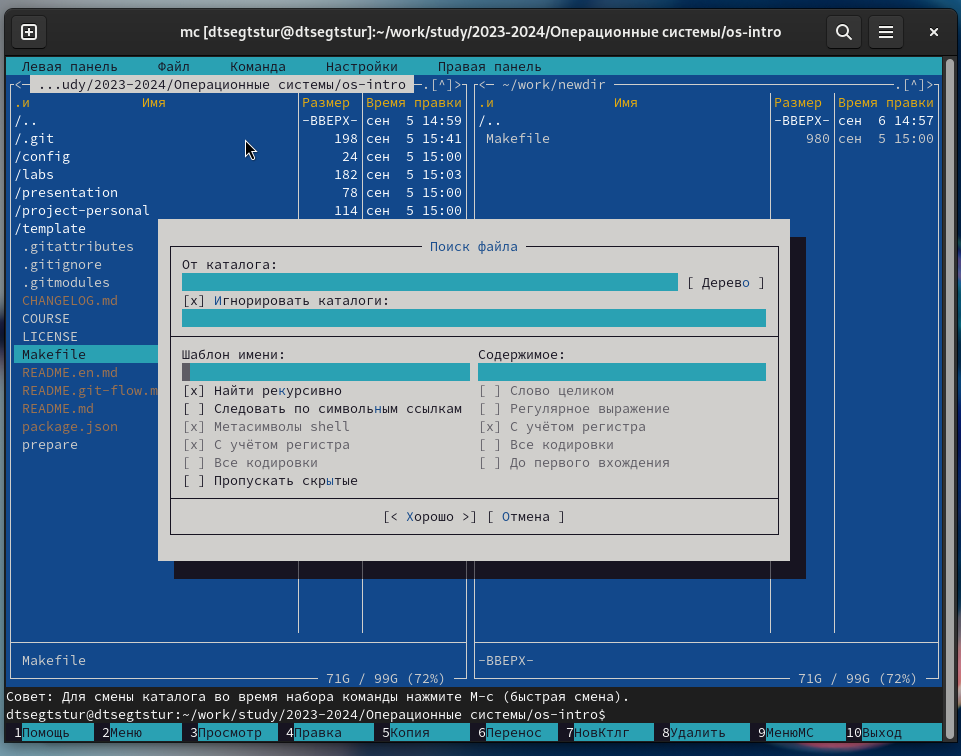 mc [dtsegtstur@dtsegtstur]:~/work/study/2023-2024/Операционные системы/os-intro
Левая панель Файл Команда Настройки Правая панель
<— ...udy/2023-2024/Операционные системы/os-intro —.[^]> <— ~/work/newdir —.[^]>
.и Имя Размер Время правки .и Имя Размер Время правки
/.. -ВВЕРХ- сен 5 14:59 /.. -ВВЕРХ- сен 6 14:57
/.git 198 сен 5 15:41 Makefile 980 сен 5 15:00
/config 24 сен 5 15:00
/labs 182 сен 5 15:03
/presentation 78 сен 5 15:00
/project-personal 114 сен 5 15:00
/template
.gitattributes
.gitignore
.gitmodules
CHANGELOG.md
COURSE
LICENSE
Makefile
README.en.md
README.git-flow.m
README.md
package.json
prepare
Поиск файла
От каталога:
[ Дерево ]
[x] Игнорировать каталоги:
Шаблон имени: Содержимое:
[x] Найти рекурсивно [ ] Слово целиком
[ ] Следовать по символьным ссылкам [ ] Регулярное выражение
[x] Метасимволы shell [x] С учётом регистра
[x] С учётом регистра [ ] Все кодировки
[ ] Все кодировки [ ] До первого вхождения
[ ] Пропускать скрытые
[< Хорошо >] [ Отмена ]
Makefile -ВВЕРХ-
71G / 99G (72%) 71G / 99G (72%)
Совет: Для смены каталога во время набора команды нажмите M-c (быстрая смена).
dtsegtstur@dtsegtstur:~/work/study/2023-2024/Операционные системы/os-intro$
1Помощь 2Меню 3Просмотр 4Правка 5Копия 6Перенос 7НовКтлг 8Удалить 9МенюMC 10Выход